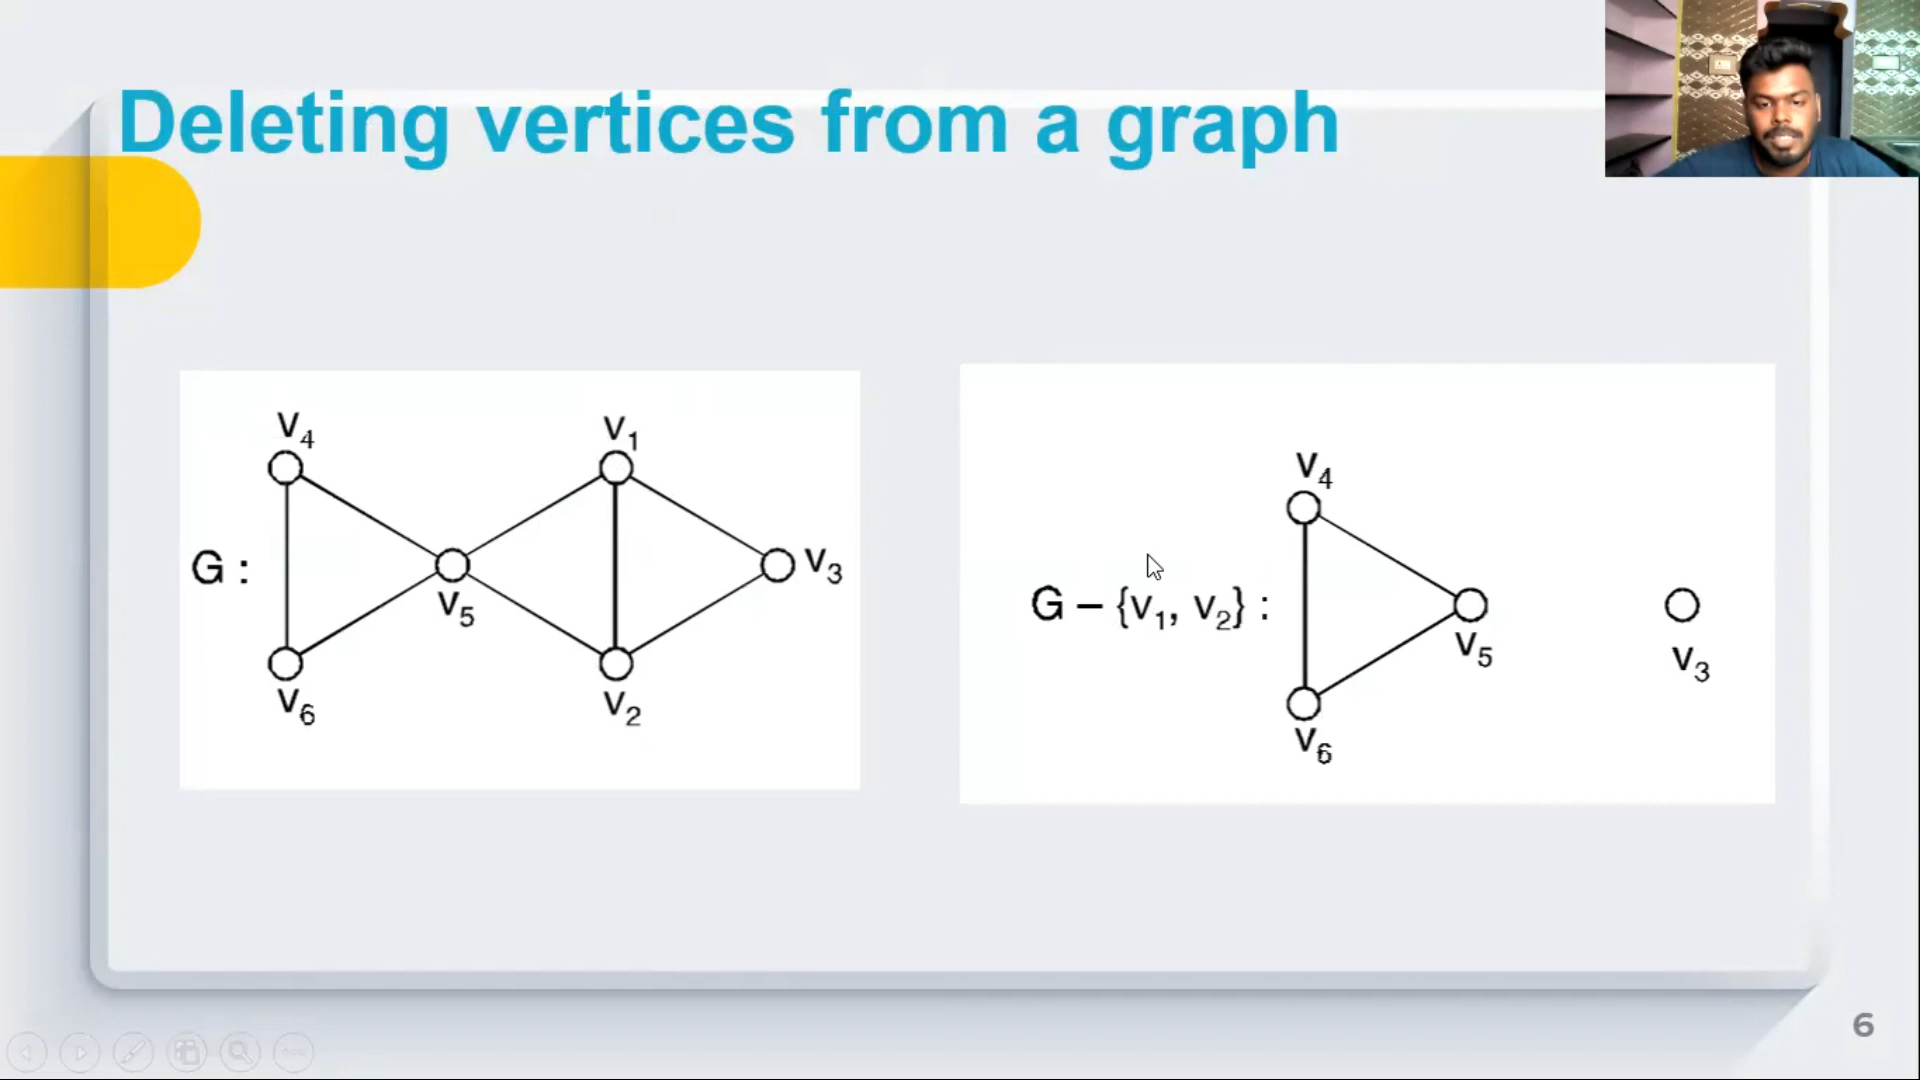 Deleting vertices from a graph
V4
V1
G :
V5
V3
V6
V2
V4
G – {V1, V2} :
V5
V3
V6
6